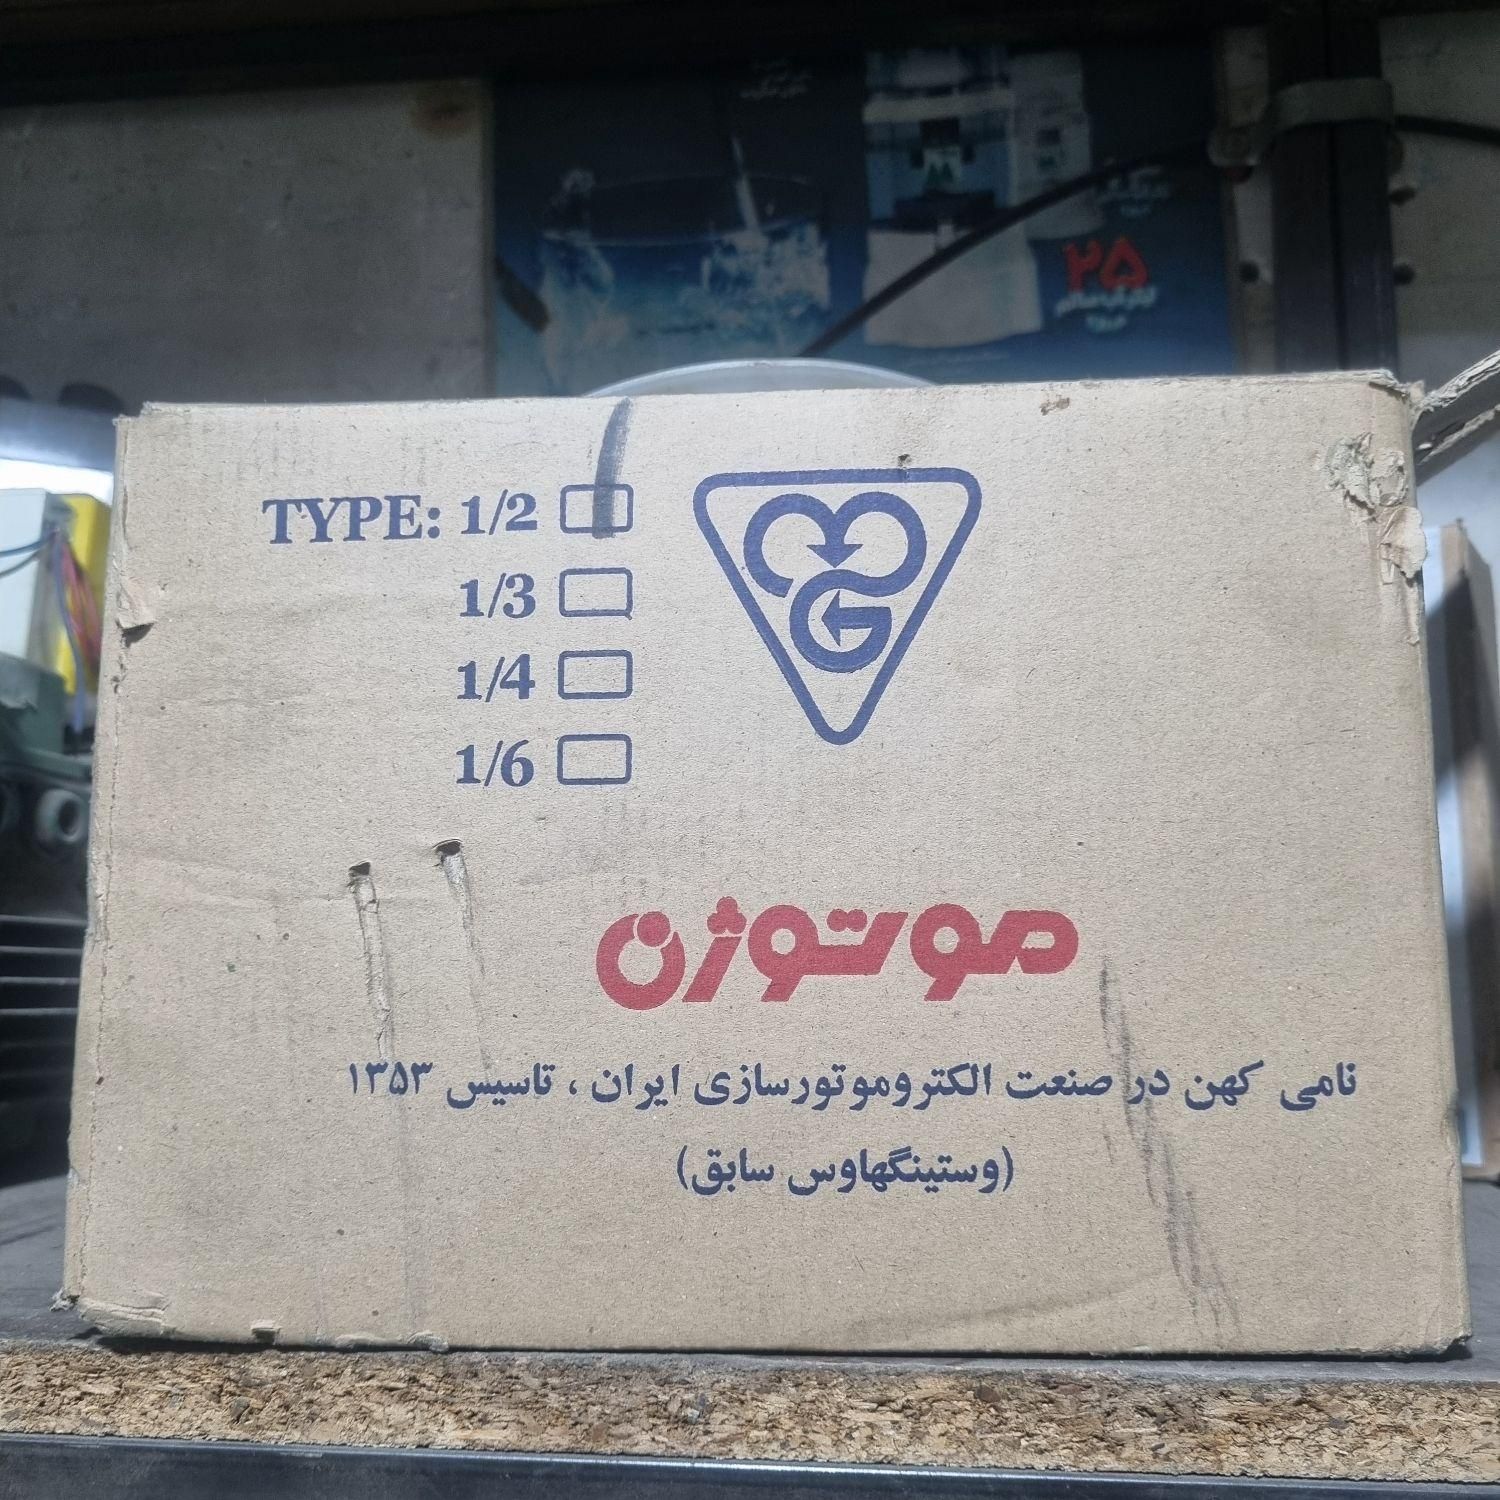 ۲۵
TYPE: 1/2
1/3
1/4
1/6
G
موتوژن
نامی کهن در صنعت الکتروموتورسازی ایران ، تاسیس ۱۳۵۳
(وستینگهاوس سابق)